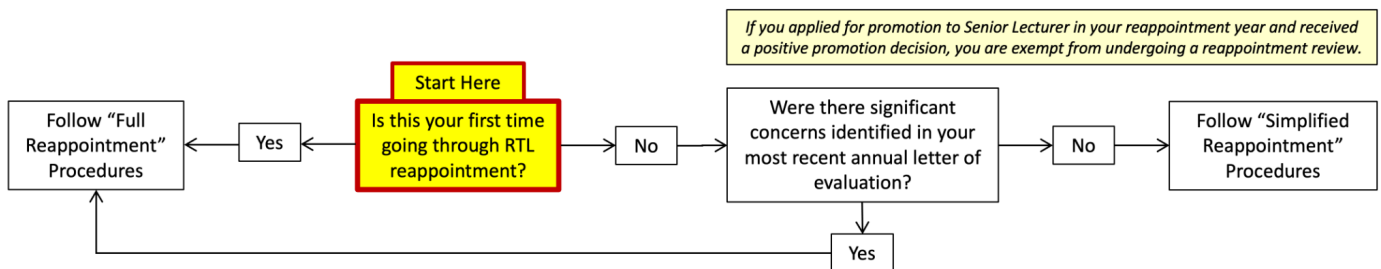 If you applied for promotion to Senior Lecturer in your reappointment year and received
a positive promotion decision, you are exempt from undergoing a reappointment review.
Start Here
Is this your first time
going through RTL
reappointment?
Yes
Follow “Full
Reappointment”
Procedures
No
Were there significant
concerns identified in your
most recent annual letter of
evaluation?
No
Follow “Simplified
Reappointment”
Procedures
Yes